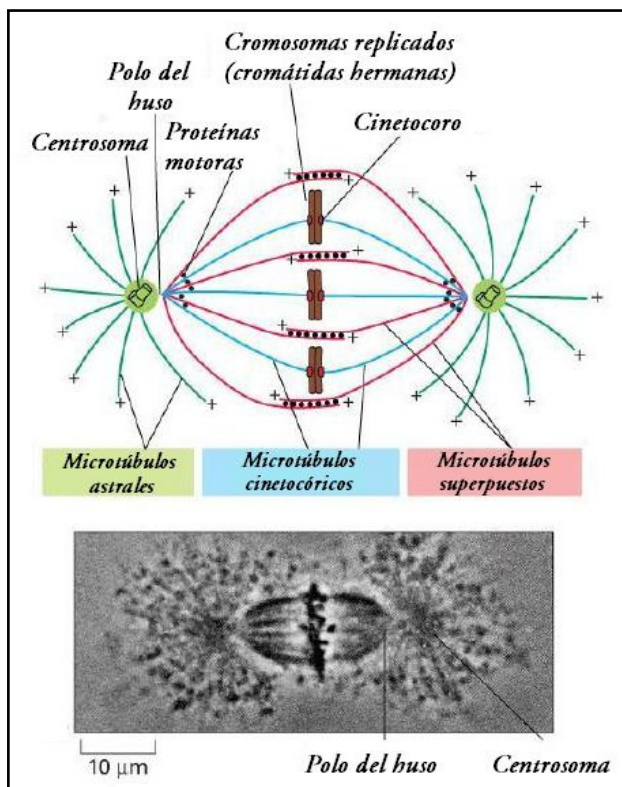 Cromosomas replicados
(cromátidas hermanas)
Polo del
huso
Cinetocoro
Centrosoma
Proteínas
motoras
+ + + + + + + + + + + + + + + + + + + + + + + +
Microtúbulos
astrales
Microtúbulos
cinetocóricos
Microtúbulos
superpuestos
10 μm
Polo del huso
Centrosoma